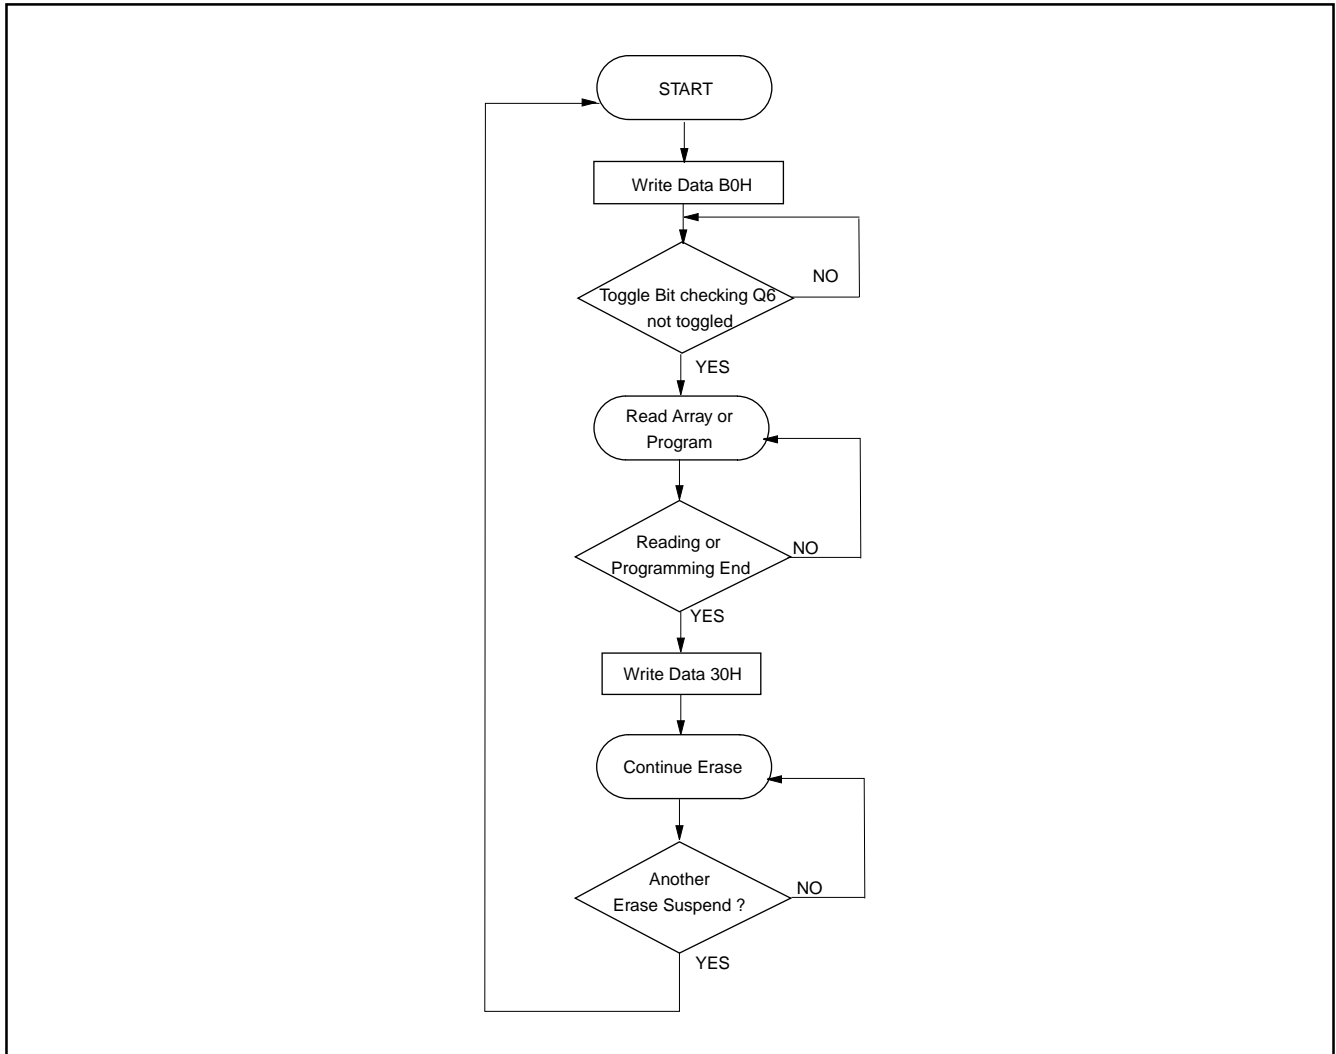 START
Write Data B0H
NO
Toggle Bit checking Q6
not toggled
YES
Read Array or
Program
Reading or
Programming End
NO
YES
Write Data 30H
Continue Erase
Another
Erase Suspend ?
NO
YES